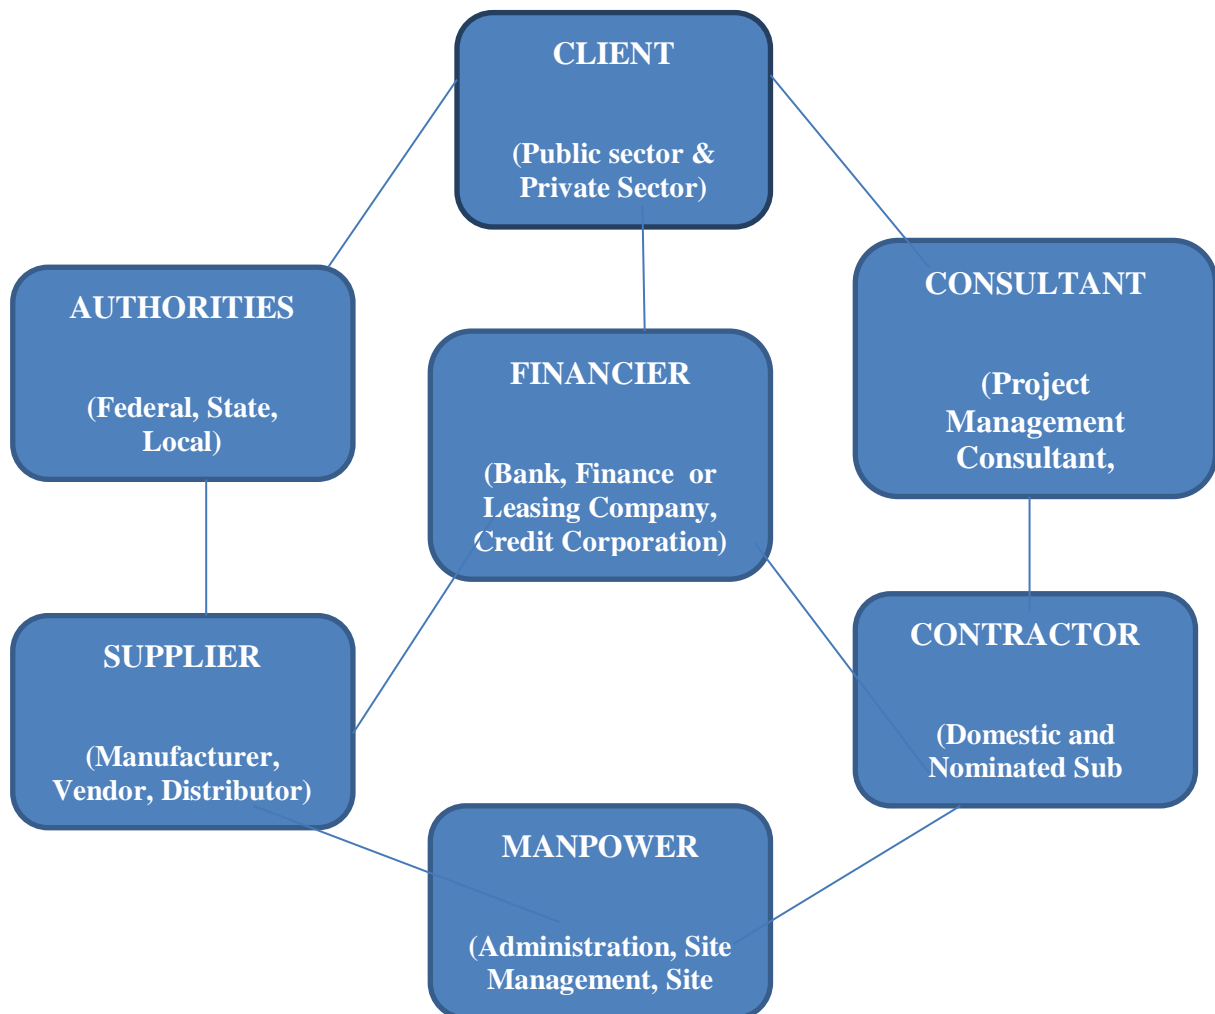 CLIENT
(Public sector &
Private Sector)
AUTHORITIES
(Federal, State,
Local)
FINANCIER
(Bank, Finance or
Leasing Company,
Credit Corporation)
CONSULTANT
(Project
Management
Consultant,
SUPPLIER
(Manufacturer,
Vendor, Distributor)
CONTRACTOR
(Domestic and
Nominated Sub
MANPOWER
(Administration, Site
Management, Site